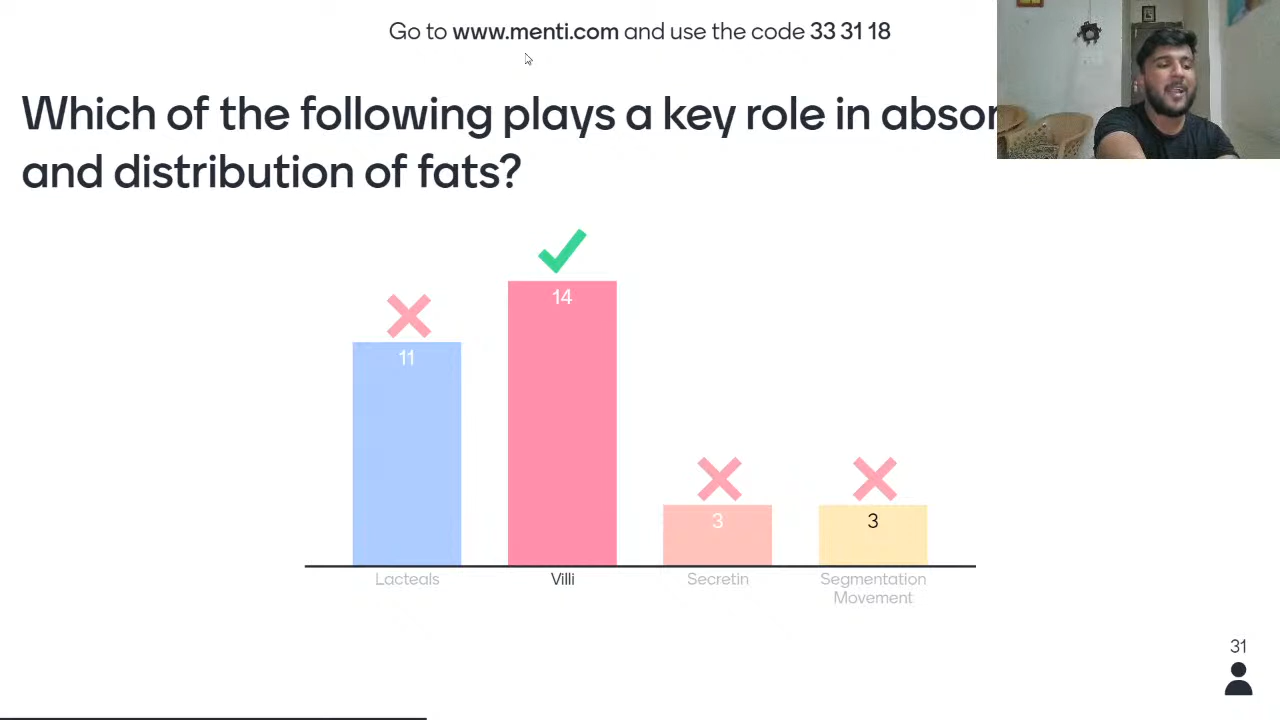 Go to www.menti.com and use the code 33 31 18
Which of the following plays a key role in
and distribution of fats?
14
11
3
3
Lacteals
Villi
Secretin
Segmentation
Movement
31